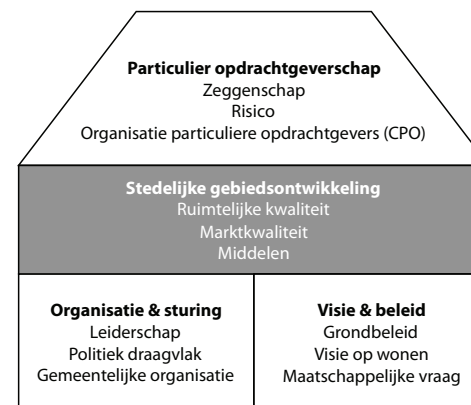 Particulier opdrachtgeverschap
Zeggenschap
Risico
Organisatie particuliere opdrachtgevers (CPO)
Stedelijke gebiedsontwikkeling
Ruimtelijke kwaliteit
Marktkwaliteit
Middelen
Organisatie & sturing
Leiderschap
Politiek draagvlak
Gemeentelijke organisatie
Visie & beleid
Grondbeleid
Visie op wonen
Maatschappelijke vraag